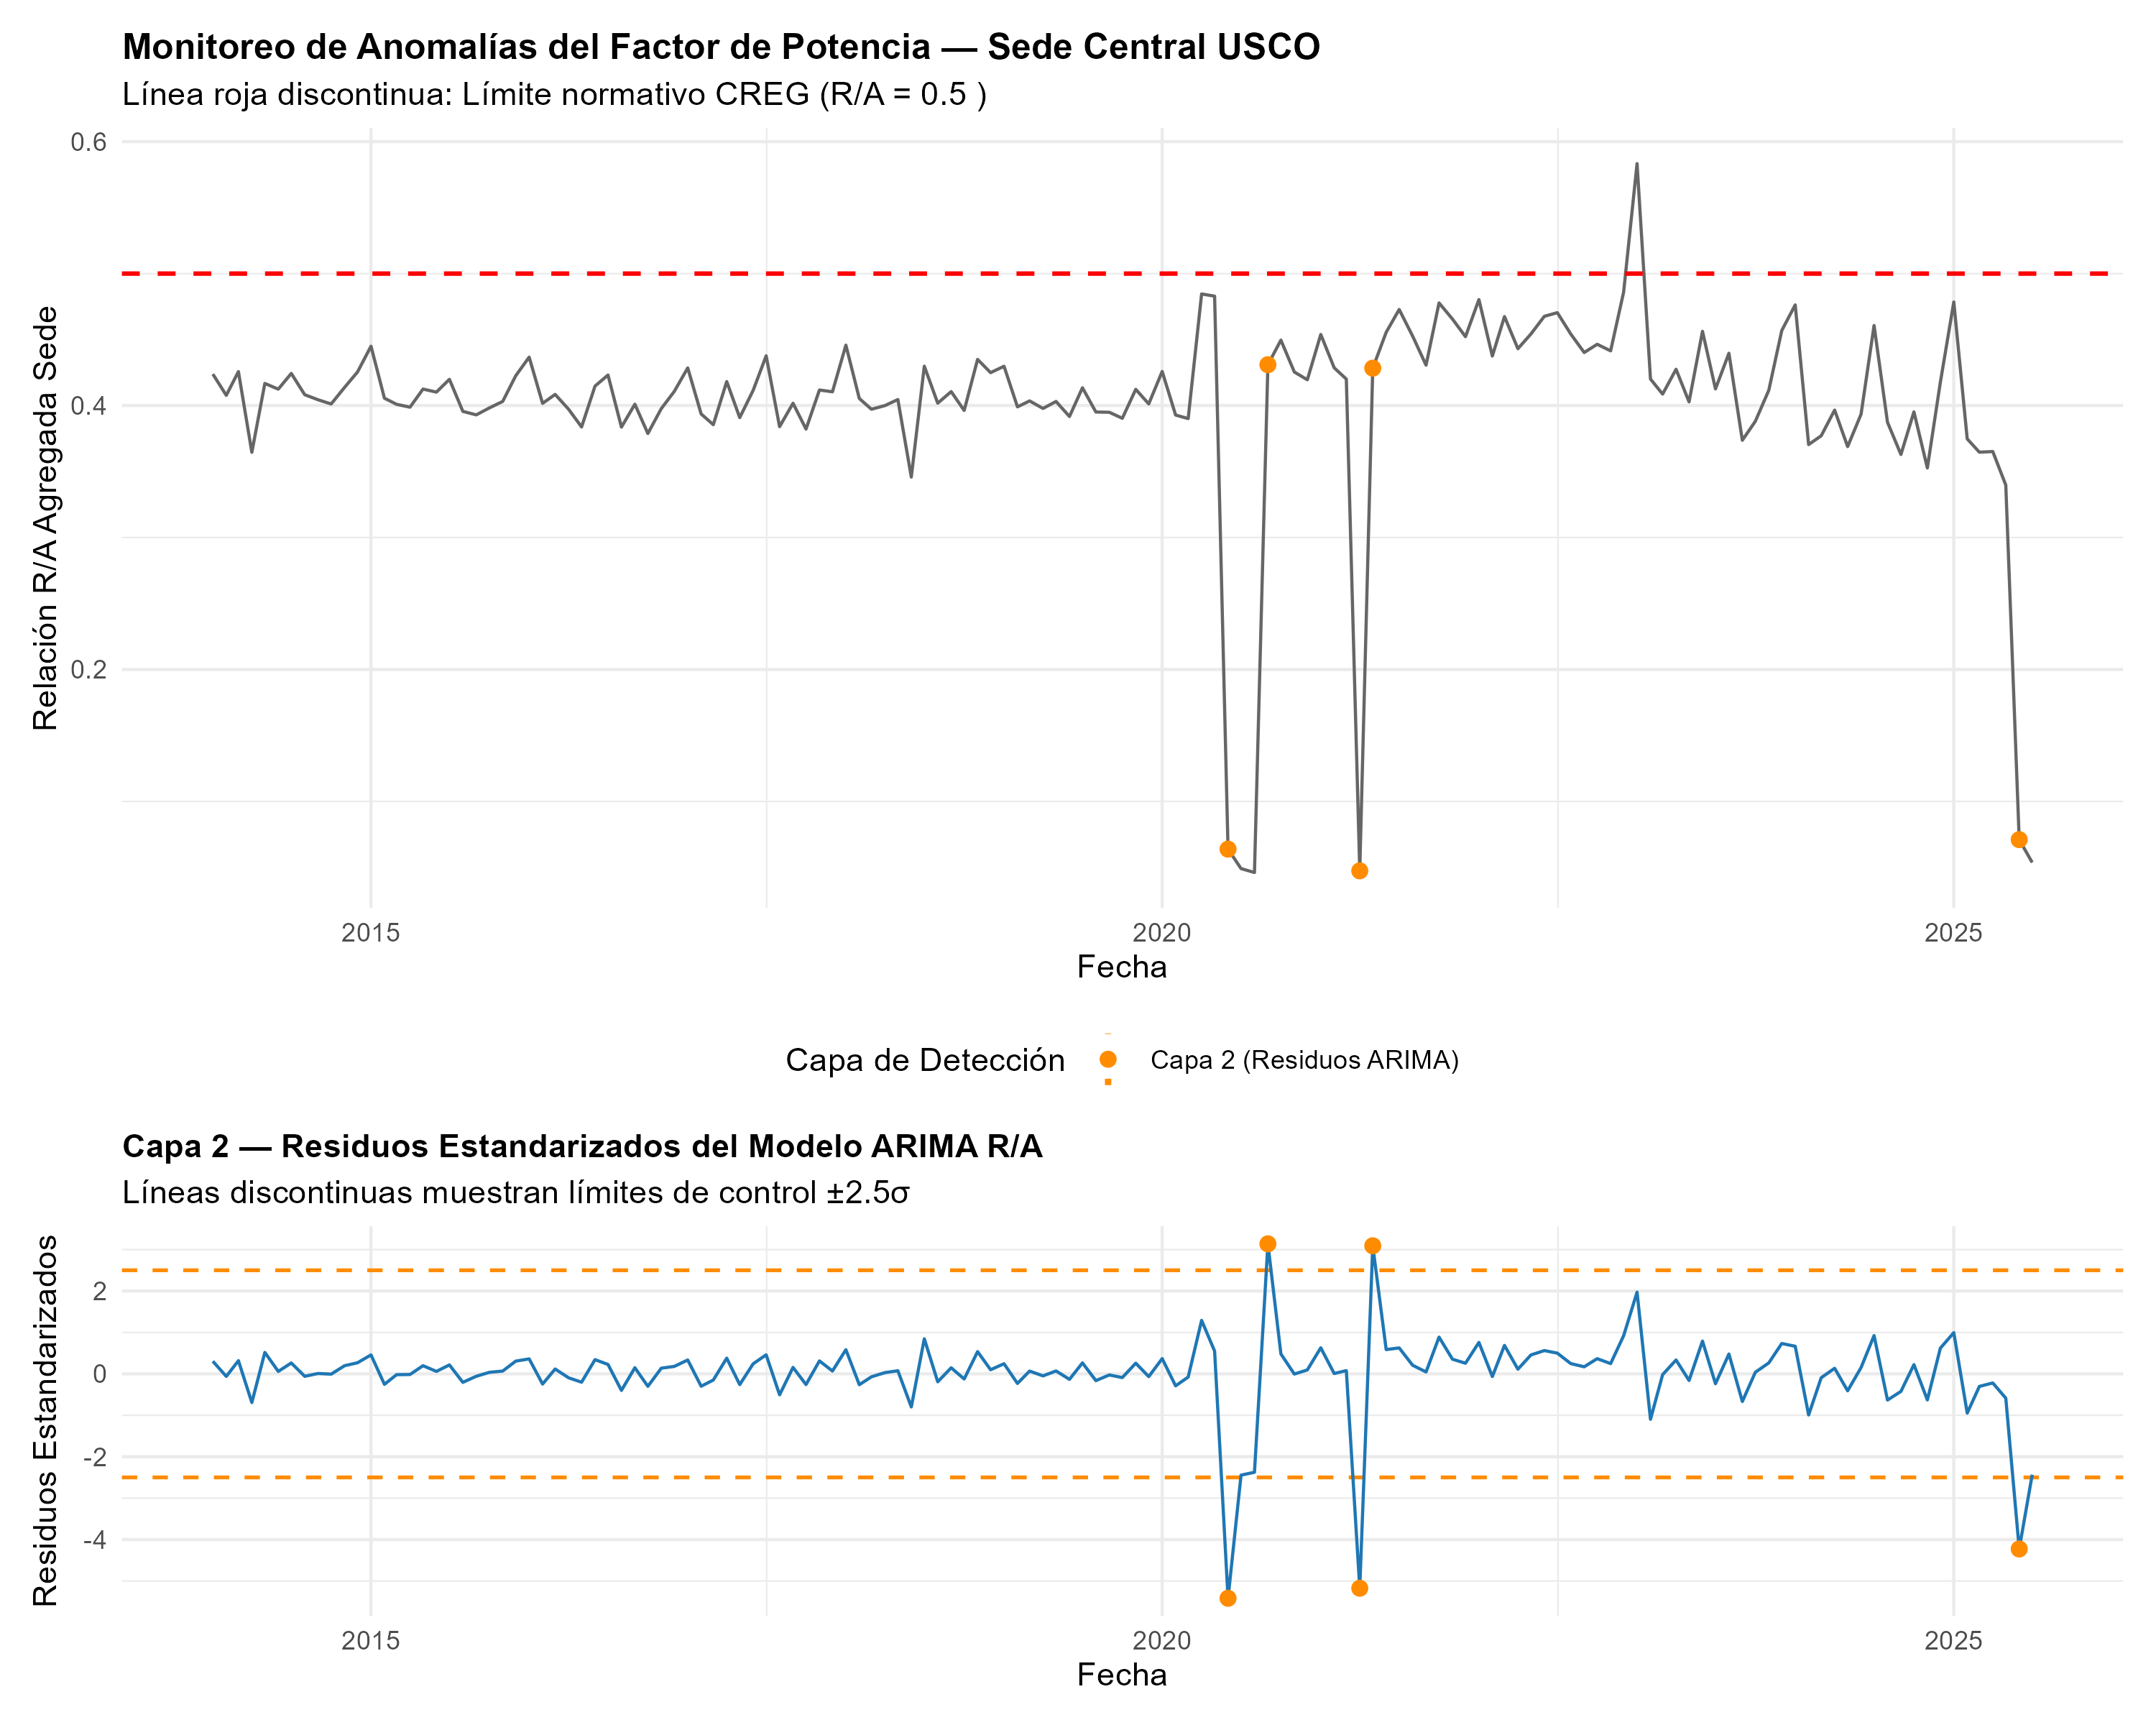 Monitoreo de Anomalías del Factor de Potencia — Sede Central USCO
Línea roja discontinua: Límite normativo CREG (R/A = 0.5 )
Relación R/A Agregada Sede
0.6
0.4
0.2
2015
2020
2025
Fecha
Capa de Detección
Capa 2 (Residuos ARIMA)
Capa 2 — Residuos Estandarizados del Modelo ARIMA R/A
Líneas discontinuas muestran límites de control ±2.5σ
Residuos Estandarizados
2
0
-2
-4
2015
2020
2025
Fecha